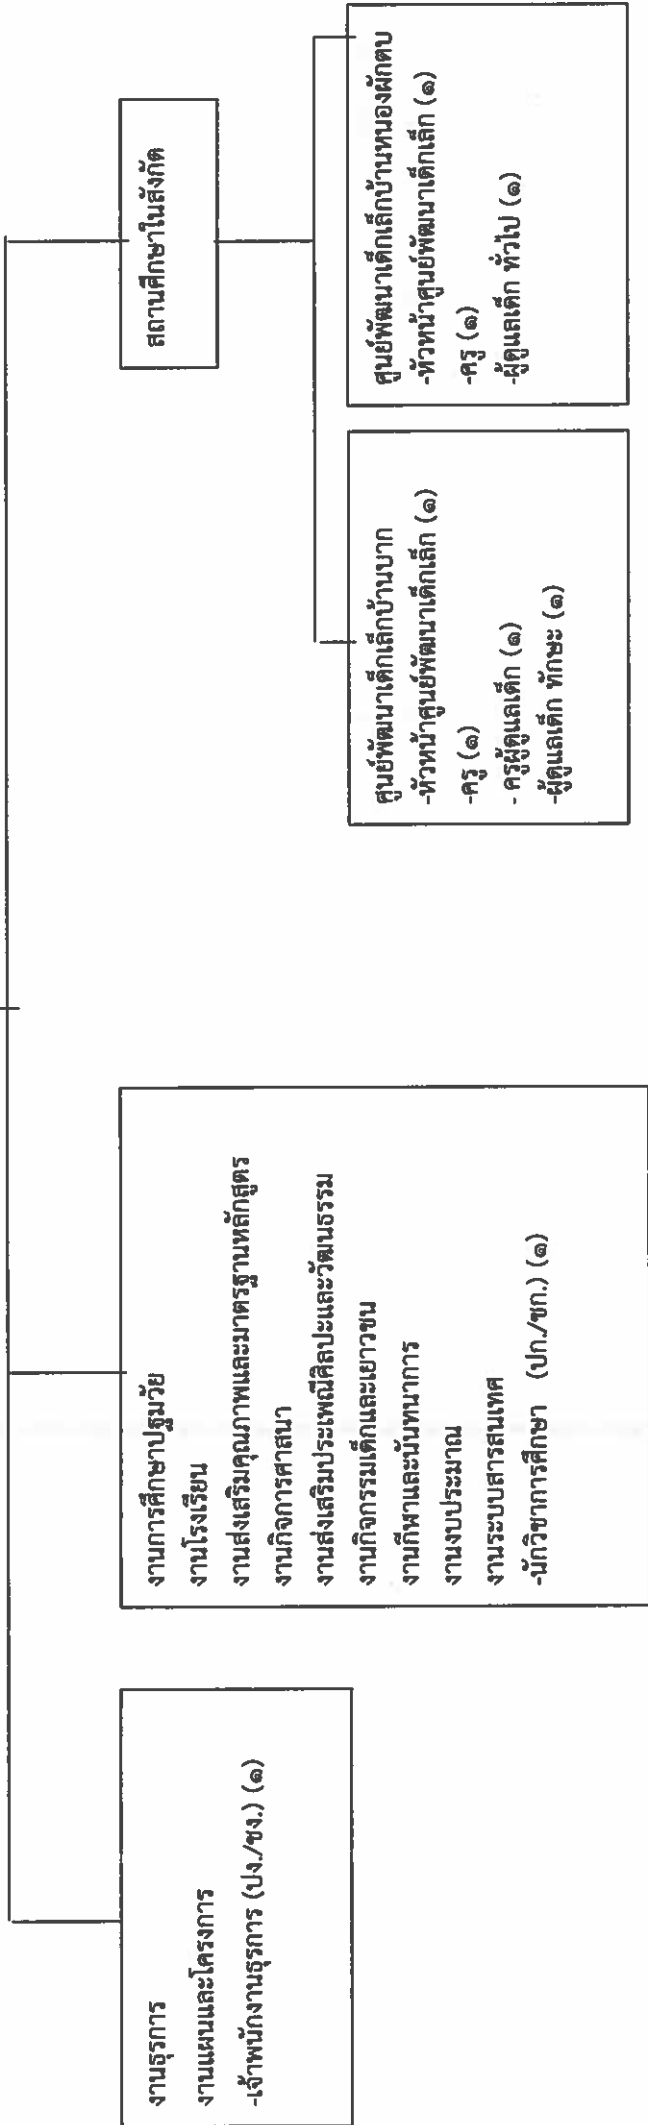 งานธุรการ
งานแผนและโครงการ
-เจ้าพนักงานธุรการ (ปง./ชง.) (๑)
งานการศึกษาปฐมวัย
งานโรงเรียน
งานส่งเสริมคุณภาพและมาตรฐานหลักสูตร
งานกิจการศาสนา
งานส่งเสริมประเพณีศิลปะและวัฒนธรรม
งานกิจกรรมเด็กและเยาวชน
งานกีฬาและนันทนาการ
งานงบประมาณ
งานระบบสารสนเทศ
-นักวิชาการศึกษา (ปก./ชก.) (๑)
สถานศึกษาในสังกัด
ศูนย์พัฒนาเด็กเล็กบ้านบาก
-หัวหน้าศูนย์พัฒนาเด็กเล็ก (๑)
-ครู (๑)
- ครูผู้ดูแลเด็ก (๑)
-ผู้ดูแลเด็ก ทักษะ (๑)
ศูนย์พัฒนาเด็กเล็กบ้านหนองผักตบ
-หัวหน้าศูนย์พัฒนาเด็กเล็ก (๑)
-ครู (๑)
-ผู้ดูแลเด็ก ทั่วไป (๑)